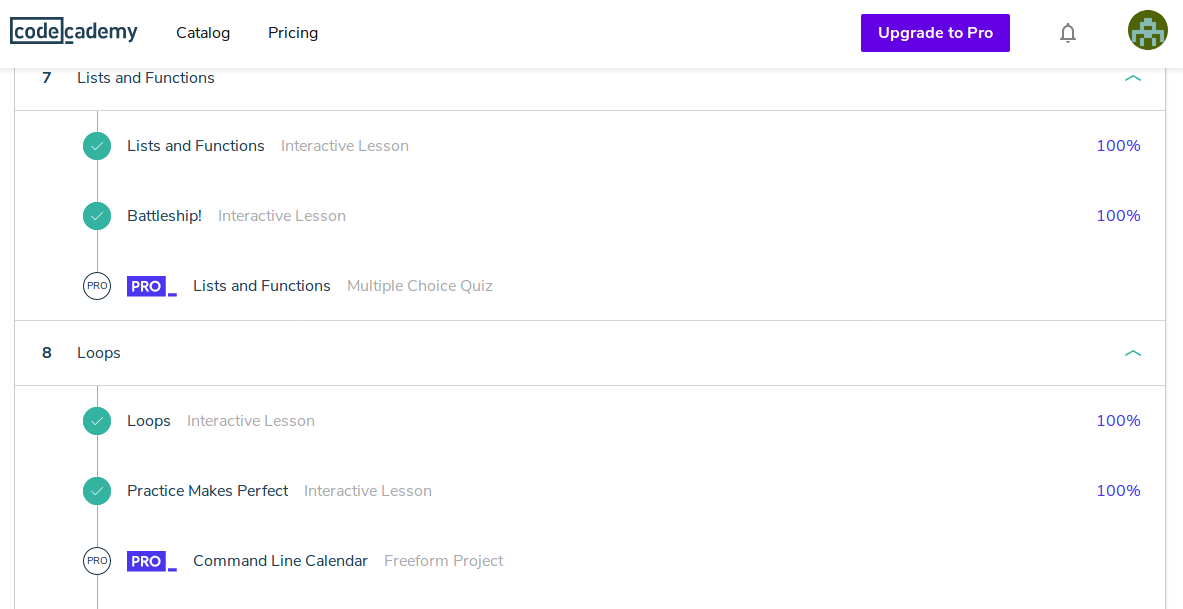 codecademy Catalog Pricing Upgrade to Pro
7 Lists and Functions
Lists and Functions Interactive Lesson 100%
Battleship! Interactive Lesson 100%
PRO PRO_ Lists and Functions Multiple Choice Quiz
8 Loops
Loops Interactive Lesson 100%
Practice Makes Perfect Interactive Lesson 100%
PRO PRO_ Command Line Calendar Freeform Project